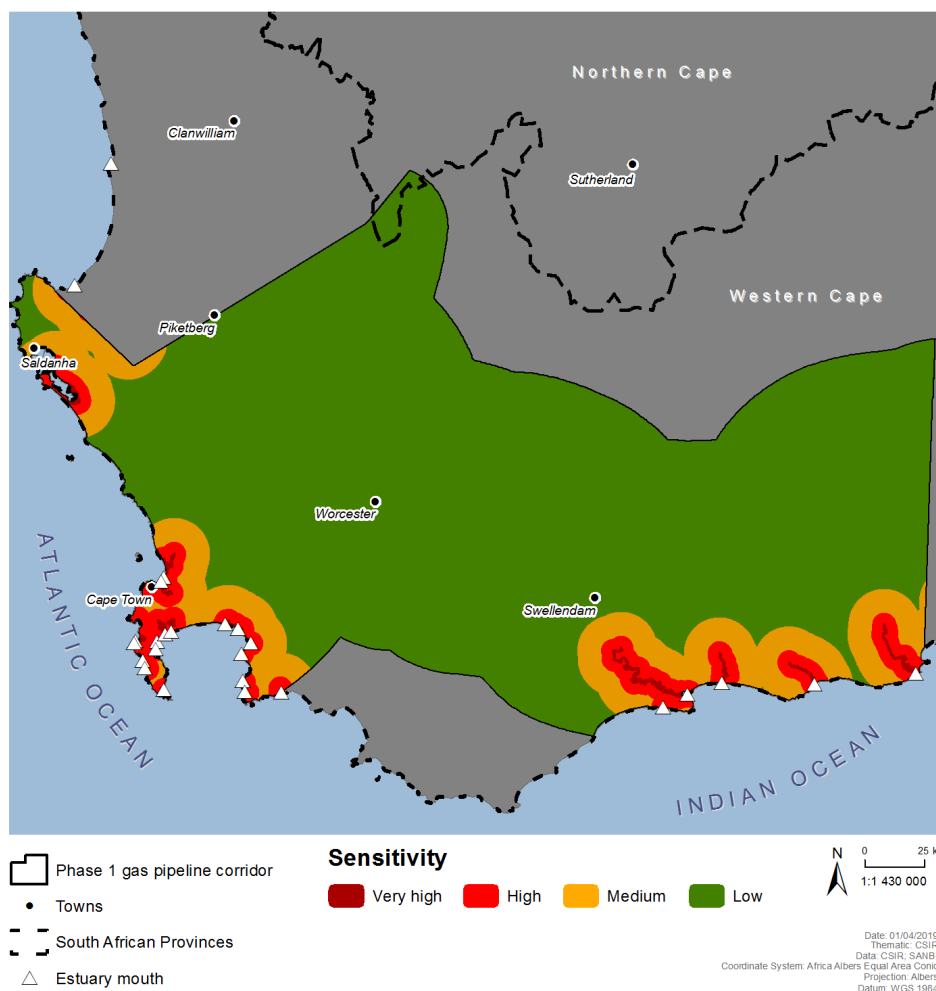 Northern Cape
Clanwilliam
Sutherland
Western Cape
Piketberg
Saldanha
Worcester
ATLANTIC OCEAN
Cape Town
Swellendam
INDIAN OCEAN
Phase 1 gas pipeline corridor
Towns
South African Provinces
Estuary mouth
Sensitivity
Very high
High
Medium
Low
N
0 25 k
1:1 430 000
Date: 01/04/2019
Thematic: CSIR
Data: CSIR; SANB
Coordinate System: Africa Albers Equal Area Conic
Projection: Albers
Datum: WGS 1984